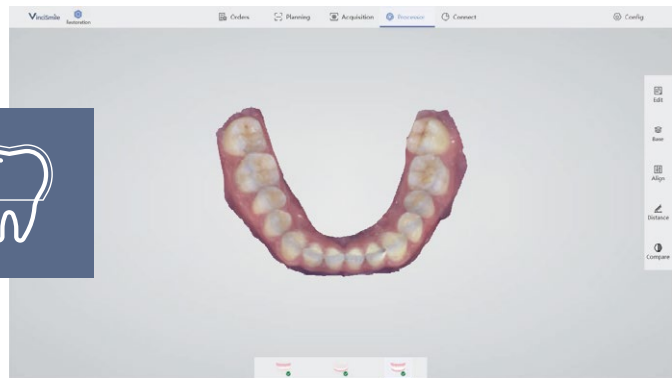 VinciSmile
Restoration
Orders
Planning
Acquisition
Processor
Connect
Config
Edit
Base
Align
Distance
Compare